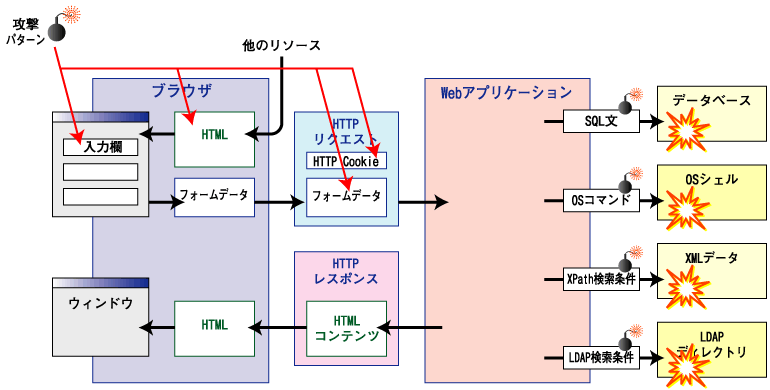 攻撃
パターン
他のリソース
ブラウザ
HTTP
リクエスト
Webアプリケーション
SQL文
データベース
入力欄
HTML
HTTP Cookie
フォームデータ
フォームデータ
OSコマンド
OSシェル
HTTP
レスポンス
XPath検索条件
XMLデータ
ウィンドウ
HTML
HTML
コンテンツ
LDAP検索条件
LDAP
ディレクトリ